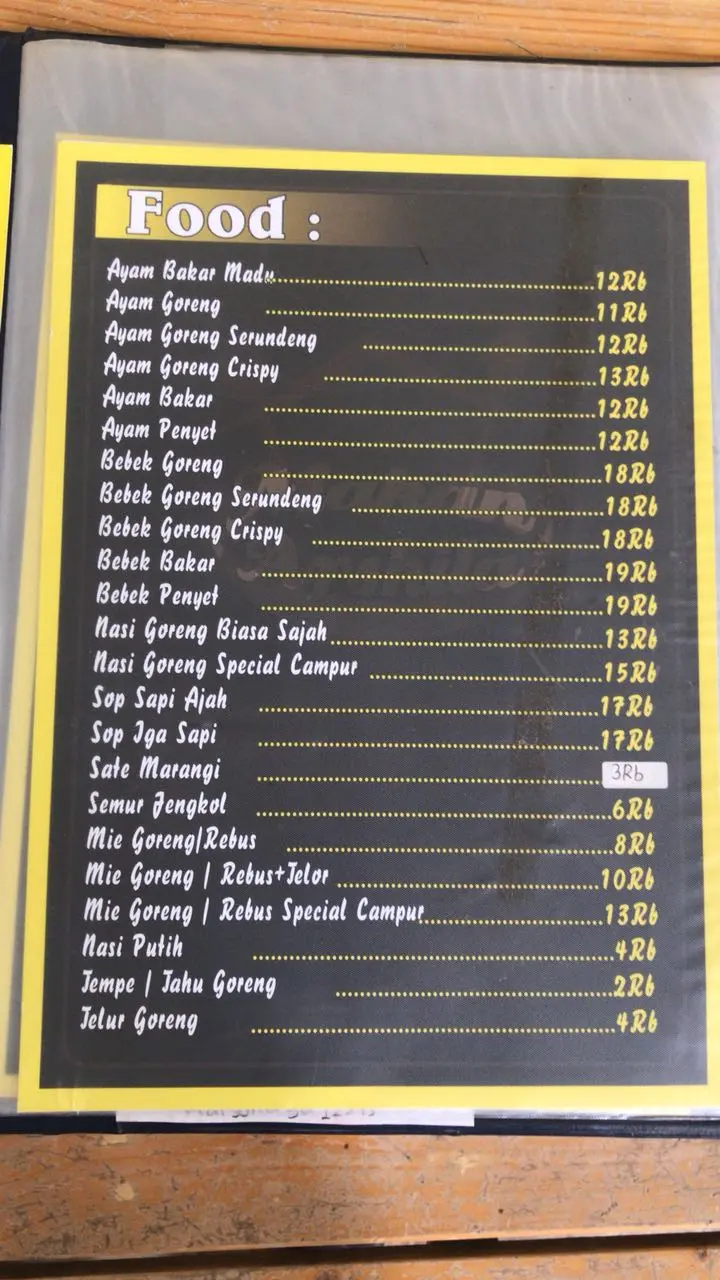 Food :
Ayam Bakar Madu..........12Rb
Ayam Goreng ..........11Rb
Ayam Goreng Serundeng ..........12Rb
Ayam Goreng Crispy ..........13Rb
Ayam Bakar ..........12Rb
Ayam Penyet ..........12Rb
Bebek Goreng ..........18Rb
Bebek Goreng Serundeng ..........18Rb
Bebek Goreng Crispy ..........18Rb
Bebek Bakar ..........19Rb
Bebek Penyet ..........19Rb
Nasi Goreng Biasa Sajah..........13Rb
Nasi Goreng Special Campur ..........15Rb
Sop Sapi Ajah ..........17Rb
Sop Iga Sapi ..........17Rb
Sate Marangi ..........3Rb
Semur Jengkol ..........6Rb
Mie Goreng/Rebus ..........8Rb
Mie Goreng | Rebus+Telor ..........10Rb
Mie Goreng | Rebus Special Campur..........13Rb
Nasi Putih ..........4Rb
Tempe | Tahu Goreng ..........2Rb
Telur Goreng ..........4Rb